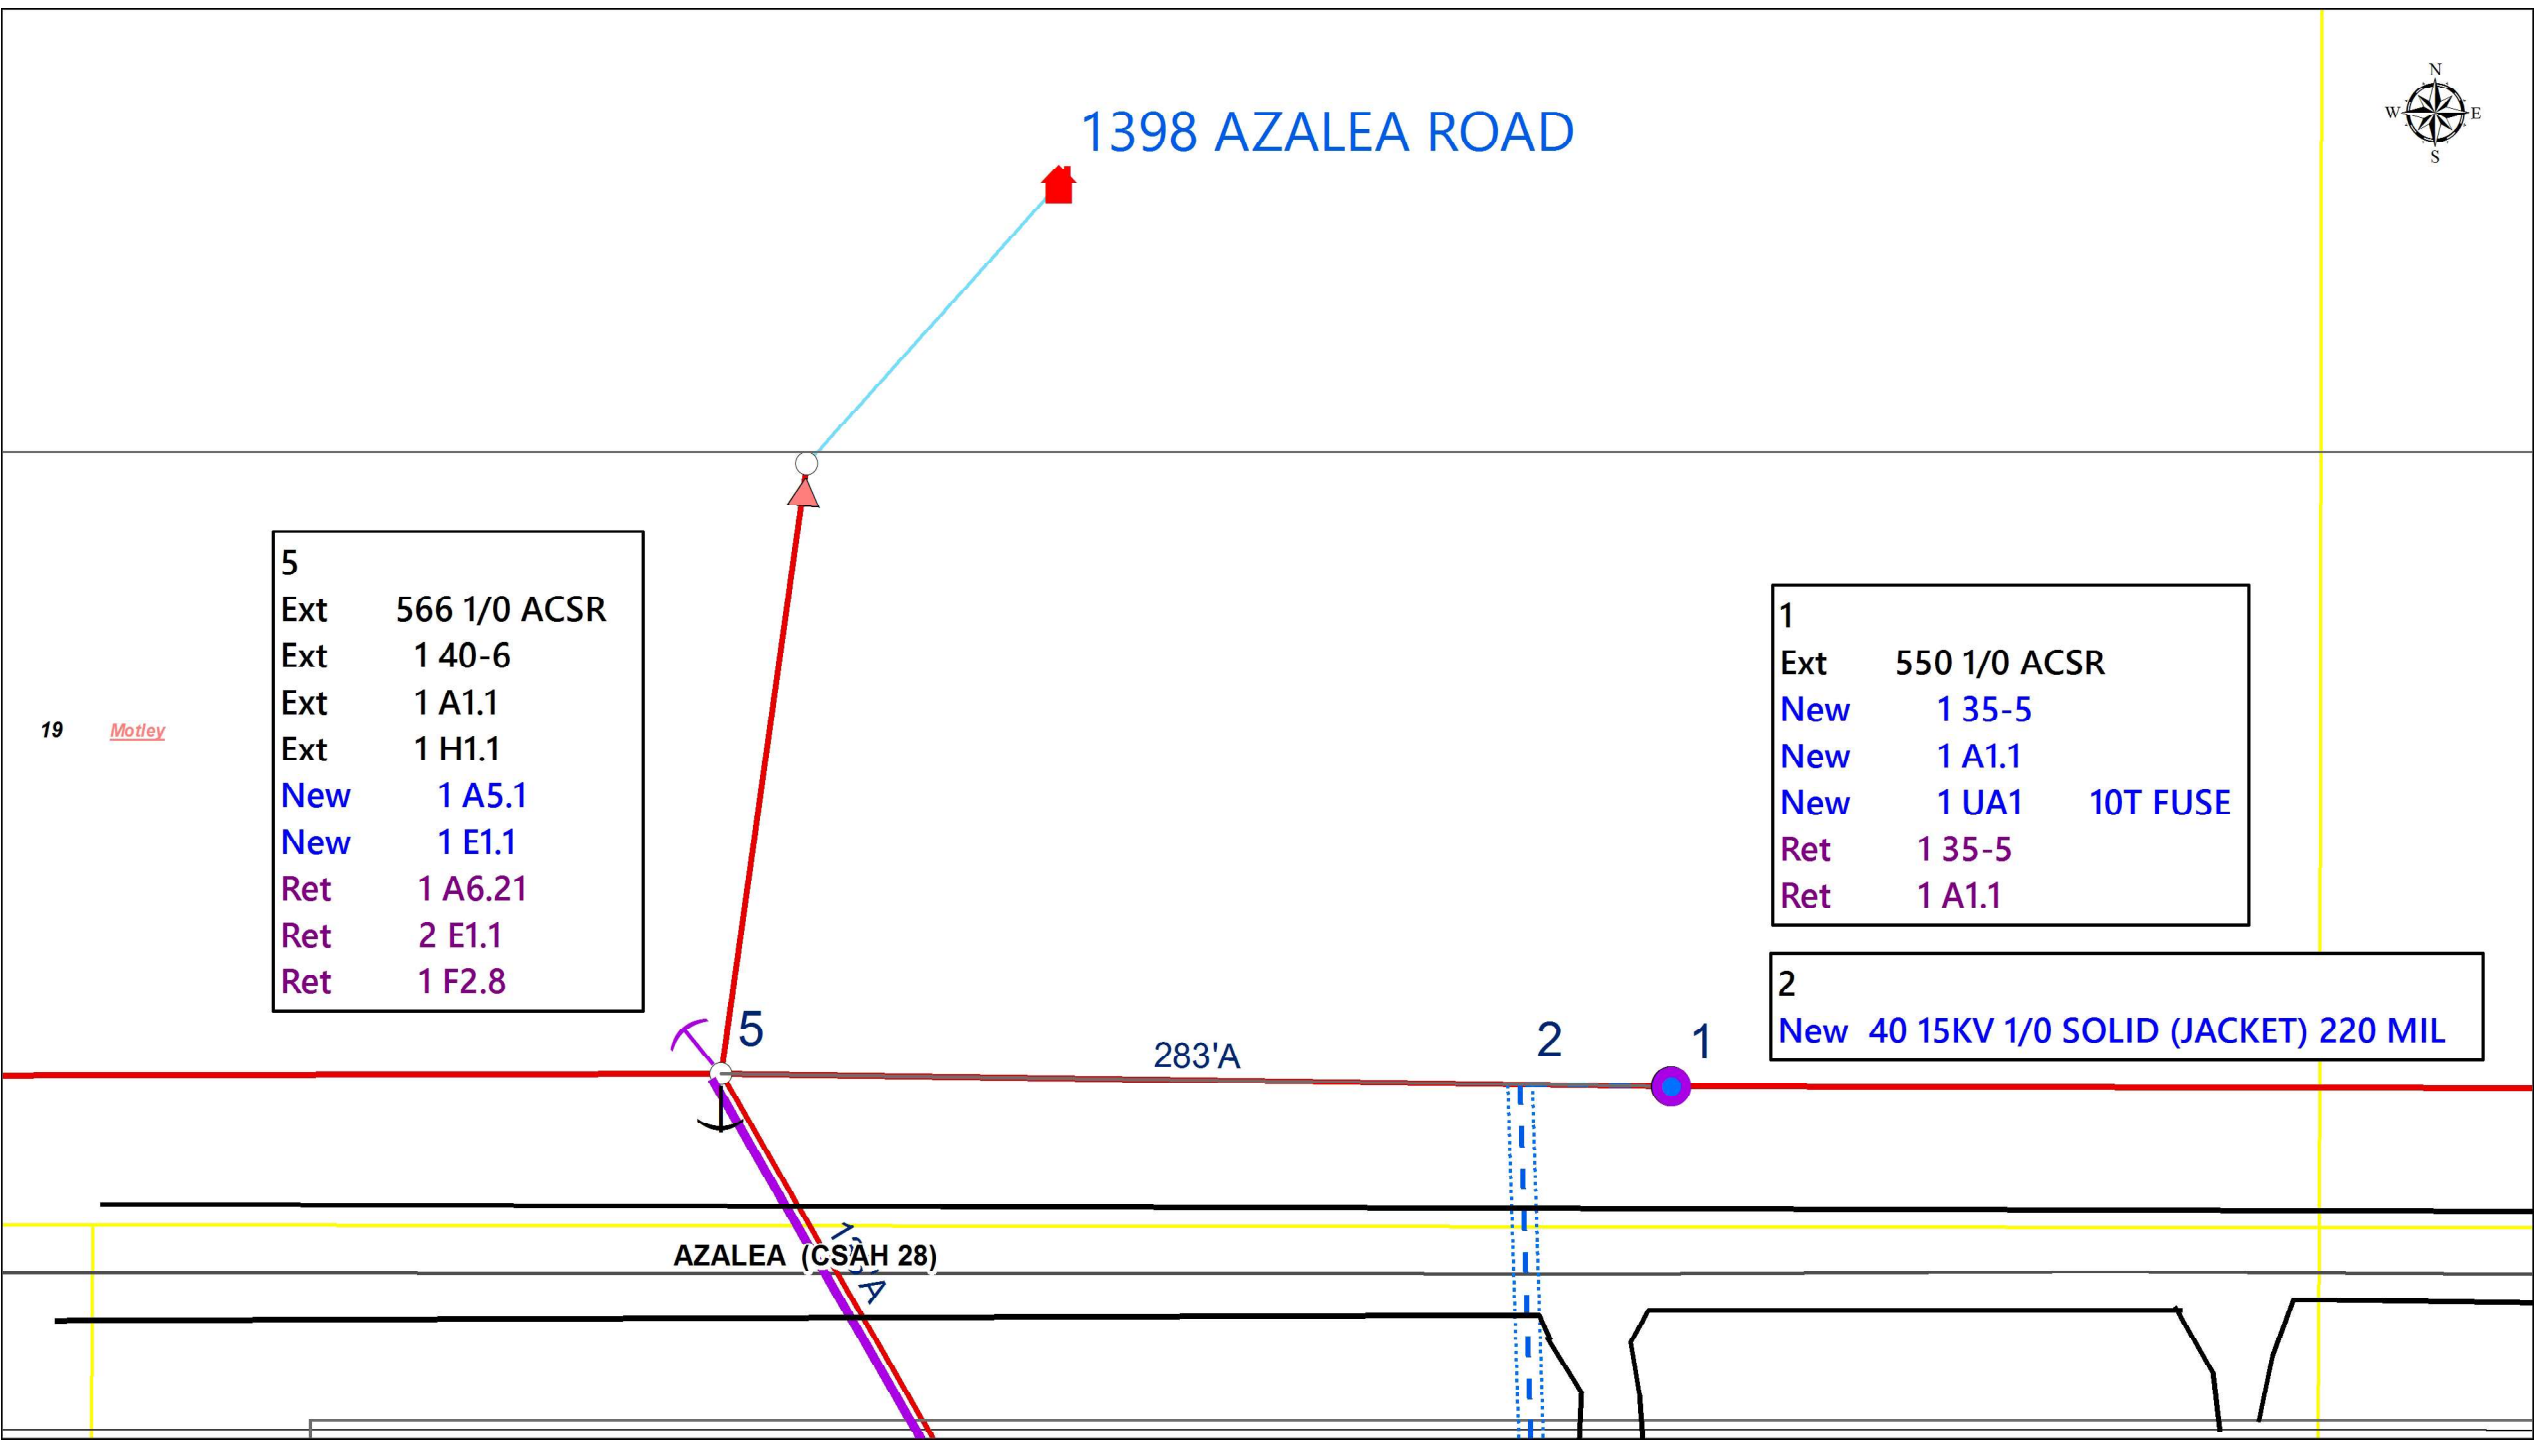 N
W E
S
1398 AZALEA ROAD
5
Ext 566 1/0 ACSR
Ext 1 40-6
Ext 1 A1.1
Ext 1 H1.1
New 1 A5.1
New 1 E1.1
Ret 1 A6.21
Ret 2 E1.1
Ret 1 F2.8
1
Ext 550 1/0 ACSR
New 1 35-5
New 1 A1.1
New 1 UA1 10T FUSE
Ret 1 35-5
Ret 1 A1.1
19 Motley
2
New 40 15KV 1/0 SOLID (JACKET) 220 MIL
5
283'A
2
1
AZALEA (CSAH 28)